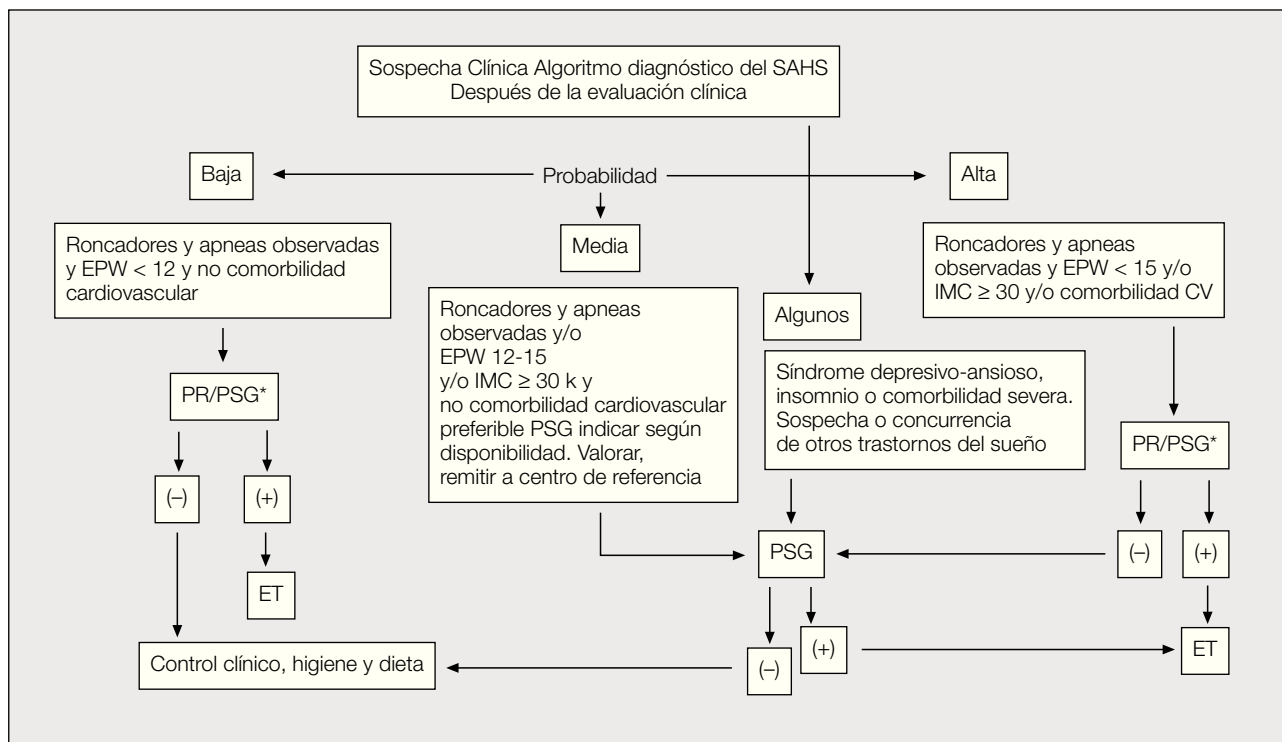 Sospecha Clínica Algoritmo diagnóstico del SAHS
Después de la evaluación clínica
Baja
Probabilidad
Alta
Roncadores y apneas observadas
y EPW < 12 y no comorbilidad
cardiovascular
Media
Roncadores y apneas
observadas y EPW < 15 y/o
IMC ≥ 30 y/o comorbilidad CV
Roncadores y apneas
observadas y/o
EPW 12-15
y/o IMC ≥ 30 k y
no comorbilidad cardiovascular
preferible PSG indicar según
disponibilidad. Valorar,
remitir a centro de referencia
Algunos
Síndrome depresivo-ansioso,
insomnio o comorbilidad severa.
Sospecha o concurrencia
de otros trastornos del sueño
PR/PSG*
PR/PSG*
(–)
(+)
PSG
(–)
(+)
ET
Control clínico, higiene y dieta
(–)
(+)
ET